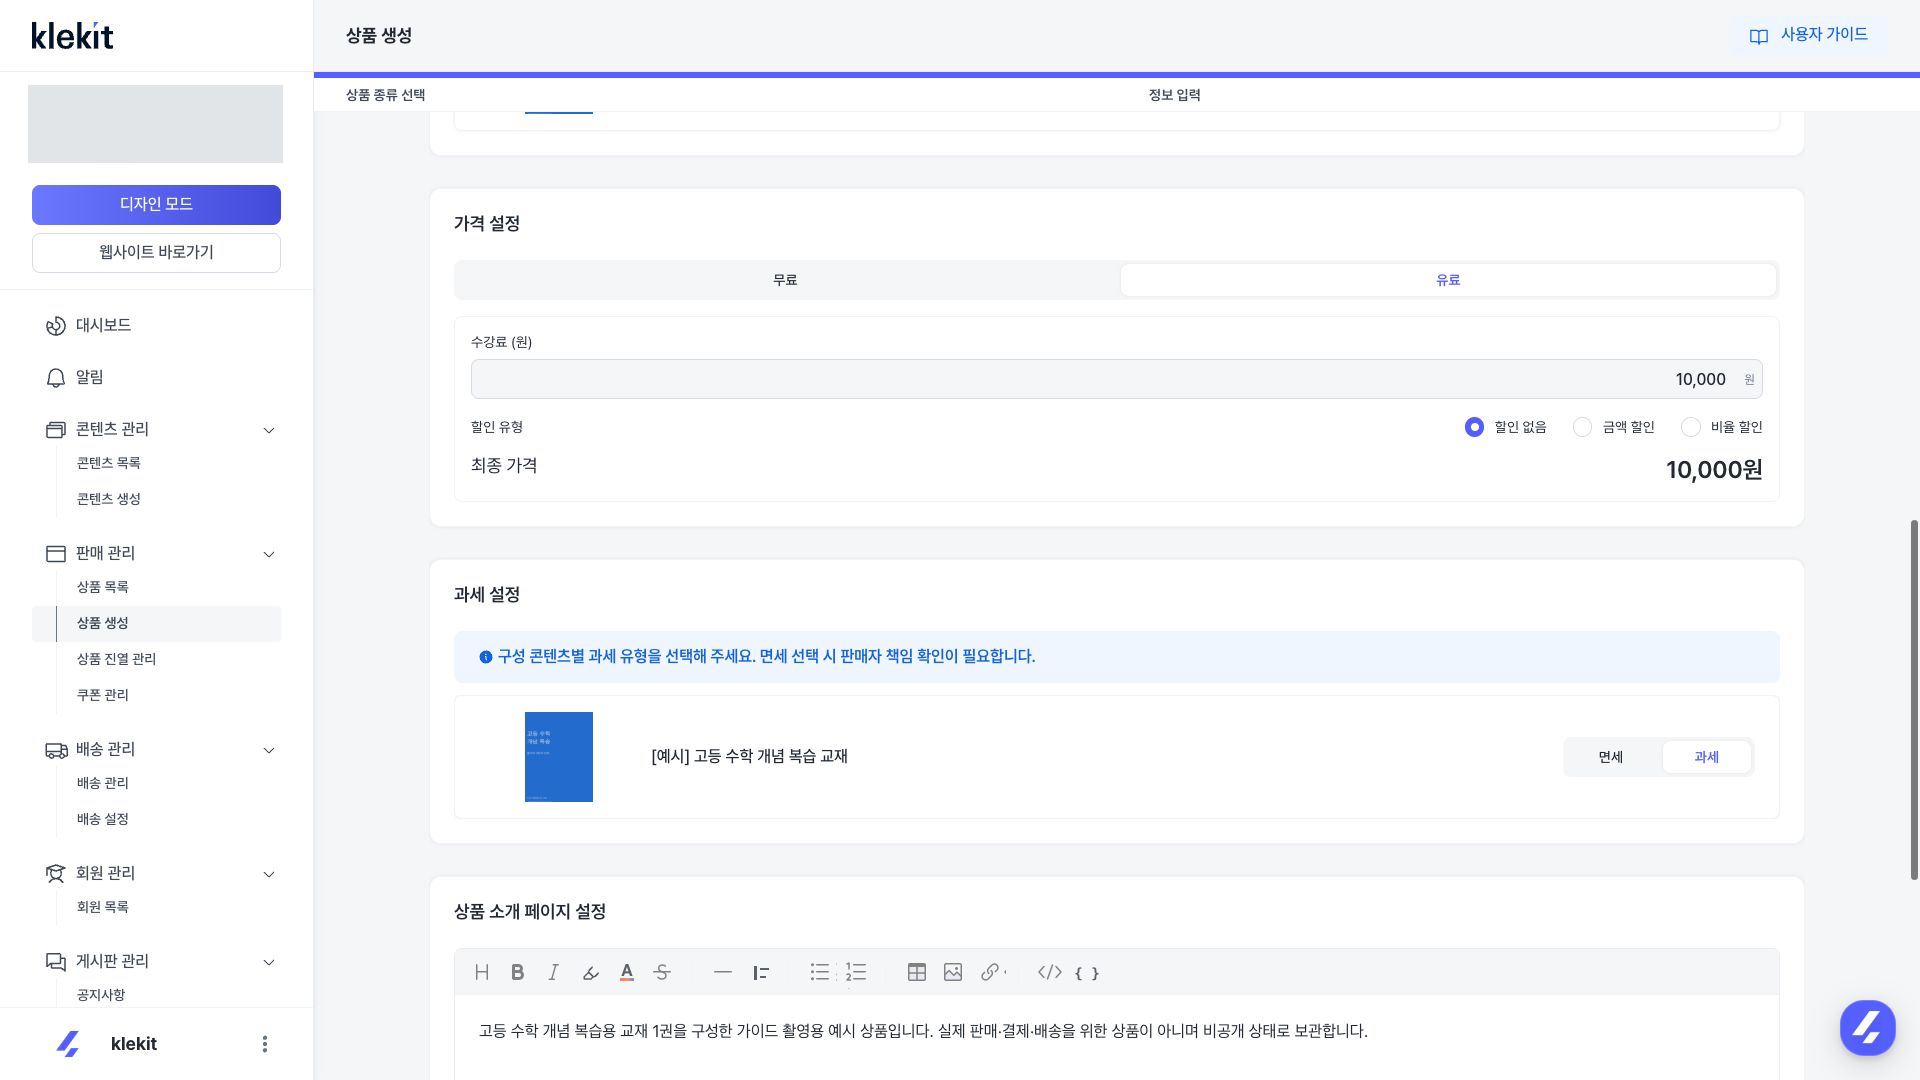 klekit
상품 생성
사용자 가이드
상품 종류 선택
정보 입력
디자인 모드
웹사이트 바로가기
대시보드
알림
콘텐츠 관리
콘텐츠 목록
콘텐츠 생성
판매 관리
상품 목록
상품 생성
상품 진열 관리
쿠폰 관리
배송 관리
배송 관리
배송 설정
회원 관리
회원 목록
게시판 관리
공지사항
klekit
가격 설정
무료
유료
수강료 (원)
10,000 원
할인 유형
할인 없음
금액 할인
비율 할인
최종 가격
10,000원
과세 설정
구성 콘텐츠별 과세 유형을 선택해 주세요. 면세 선택 시 판매자 책임 확인이 필요합니다.
고등 수학
개념 복습
[예시] 고등 수학 개념 복습 교재
면세
과세
상품 소개 페이지 설정
고등 수학 개념 복습용 교재 1권을 구성한 가이드 촬영용 예시 상품입니다. 실제 판매·결제·배송을 위한 상품이 아니며 비공개 상태로 보관합니다.